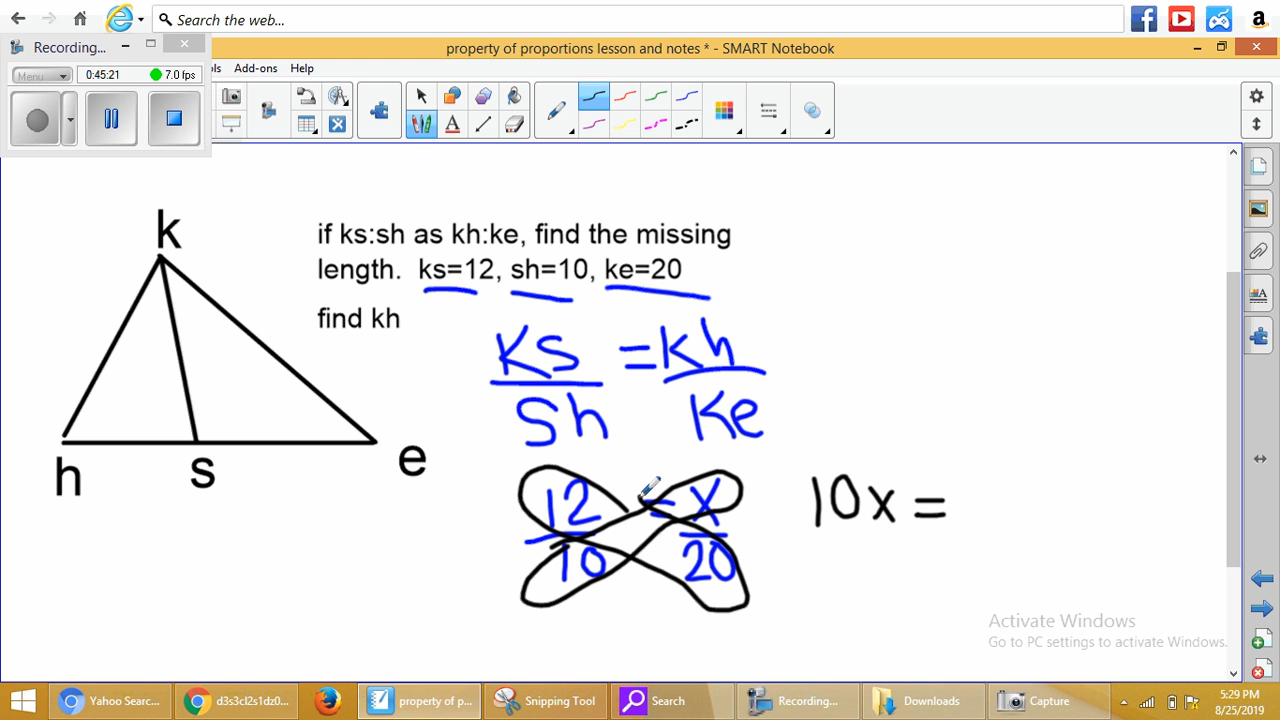 Search the web...
a
Recording...
property of proportions lesson and notes * - SMART Notebook
Menu
0:45:21
7.0 fps
ols
Add-ons
Help
A
k
if ks:sh as kh:ke, find the missing
length. ks=12, sh=10, ke=20
find kh
Ks = Kh
Sh Ke
h
s
e
12 = x
10 20
10x =
Activate Windows
Go to PC settings to activate Windows.
Yahoo Searc...
d3s3cl2s1dz0...
property of p...
Snipping Tool
Search
Recording...
Downloads
Capture
5:29 PM
8/25/2019